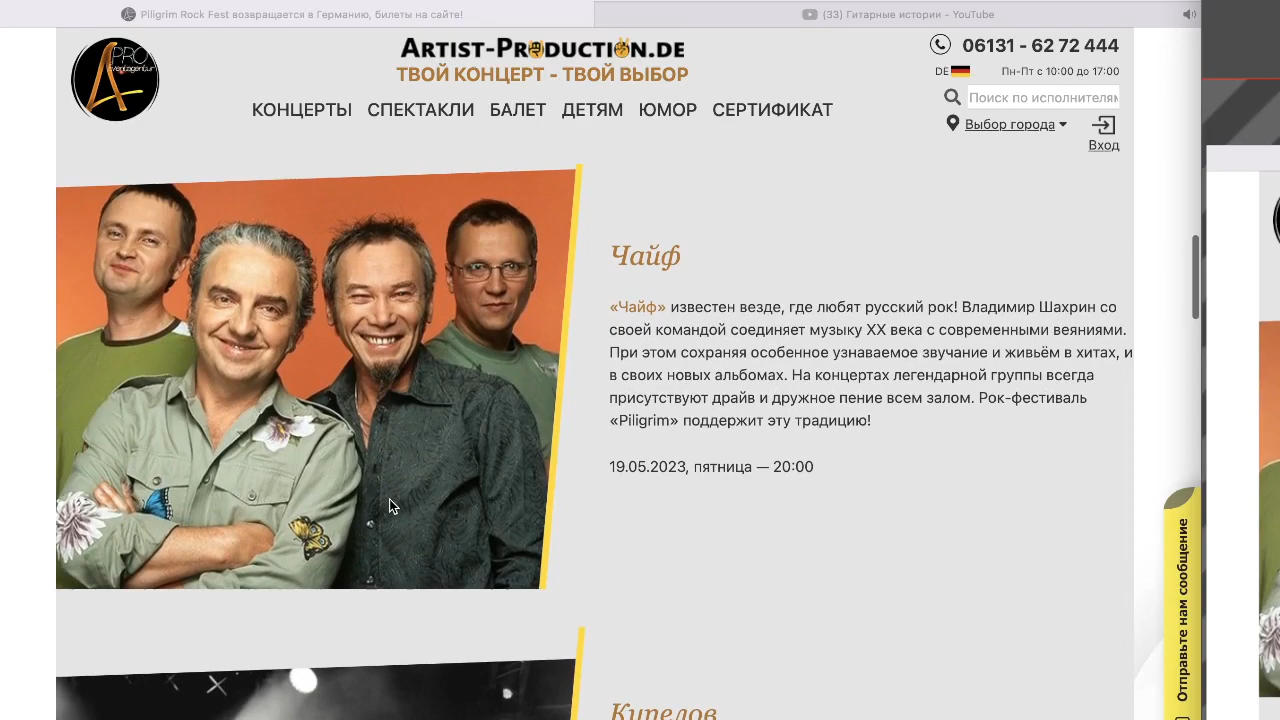 Piligrim Rock Fest возвращается в Германию, билеты на сайте!
(33) Гитарные истории - YouTube
PRO
Eventagentur
ARTIST-PRODUCTION.DE
ТВОЙ КОНЦЕРТ - ТВОЙ ВЫБОР
КОНЦЕРТЫ СПЕКТАКЛИ БАЛЕТ ДЕТЯМ ЮМОР СЕРТИФИКАТ
06131 - 62 72 444
DE Пн-Пт с 10:00 до 17:00
Поиск по исполнителям
Выбор города
Вход
Чайф
«Чайф» известен везде, где любят русский рок! Владимир Шахрин со
своей командой соединяет музыку XX века с современными веяниями.
При этом сохраняя особенное узнаваемое звучание и живьём в хитах, и
в своих новых альбомах. На концертах легендарной группы всегда
присутствуют драйв и дружное пение всем залом. Рок-фестиваль
«Piligrim» поддержит эту традицию!
19.05.2023, пятница — 20:00
Отправьте нам сообщение
Кипелов